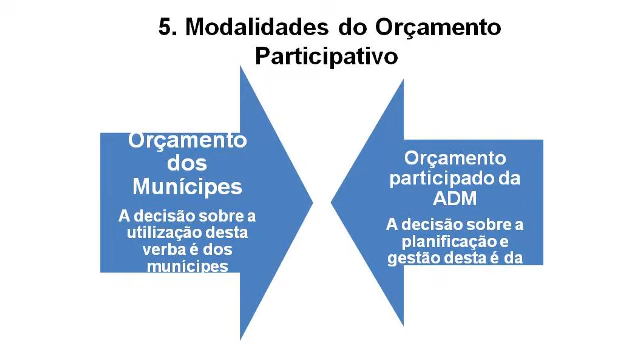 5. Modalidades do Orçamento
Participativo
Orçamento
dos
Munícipes
A decisão sobre a
utilização desta
verba é dos
munícipes
Orçamento
participado da
ADM
A decisão sobre a
planificação e
gestão desta é da